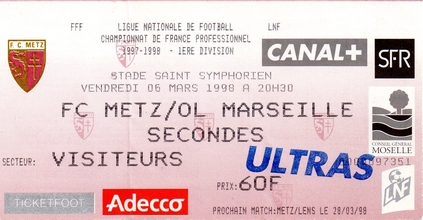 FFF LIGUE NATIONALE DE FOOTBALL LNF
CHAMPIONNAT DE FRANCE PROFESSIONNEL
1997-1998 - 1ERE DIVISION
F.C. METZ
CANAL+
SFR
STADE SAINT SYMPHORIEN
VENDREDI 06 MARS 1998 A 20H30
FC METZ/OL MARSEILLE
SECONDES
CONSEIL GENERAL
MOSELLE
SECTEUR: VISITEURS
ULTRAS
97351
PRIX: 60F
TICKETFOOT
Adecco
LNF
PROCHAIN MATCH: METZ/LENS LE 28/03/98